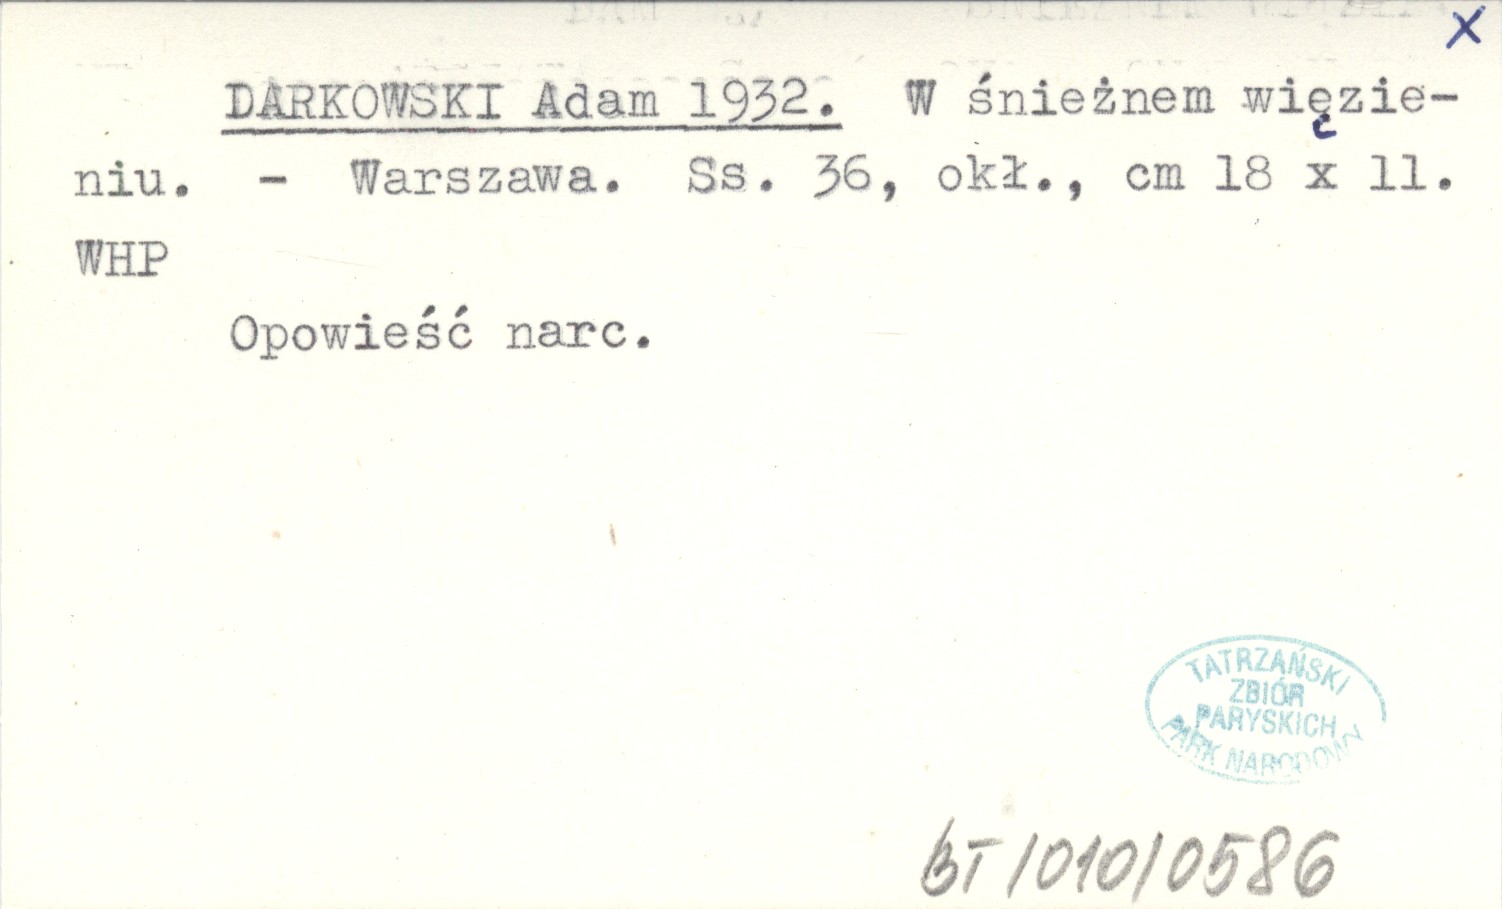 x
DARKOWSKI Adam 1932. W śnieżnem więzie-
niu. - Warszawa. Ss. 36, okł., cm 18 x 11.
WHP
Opowieść narc.
TATRZAŃSKI
ZBIÓR
PARYSKICH
PARK NARODOWY
BT/010/0586